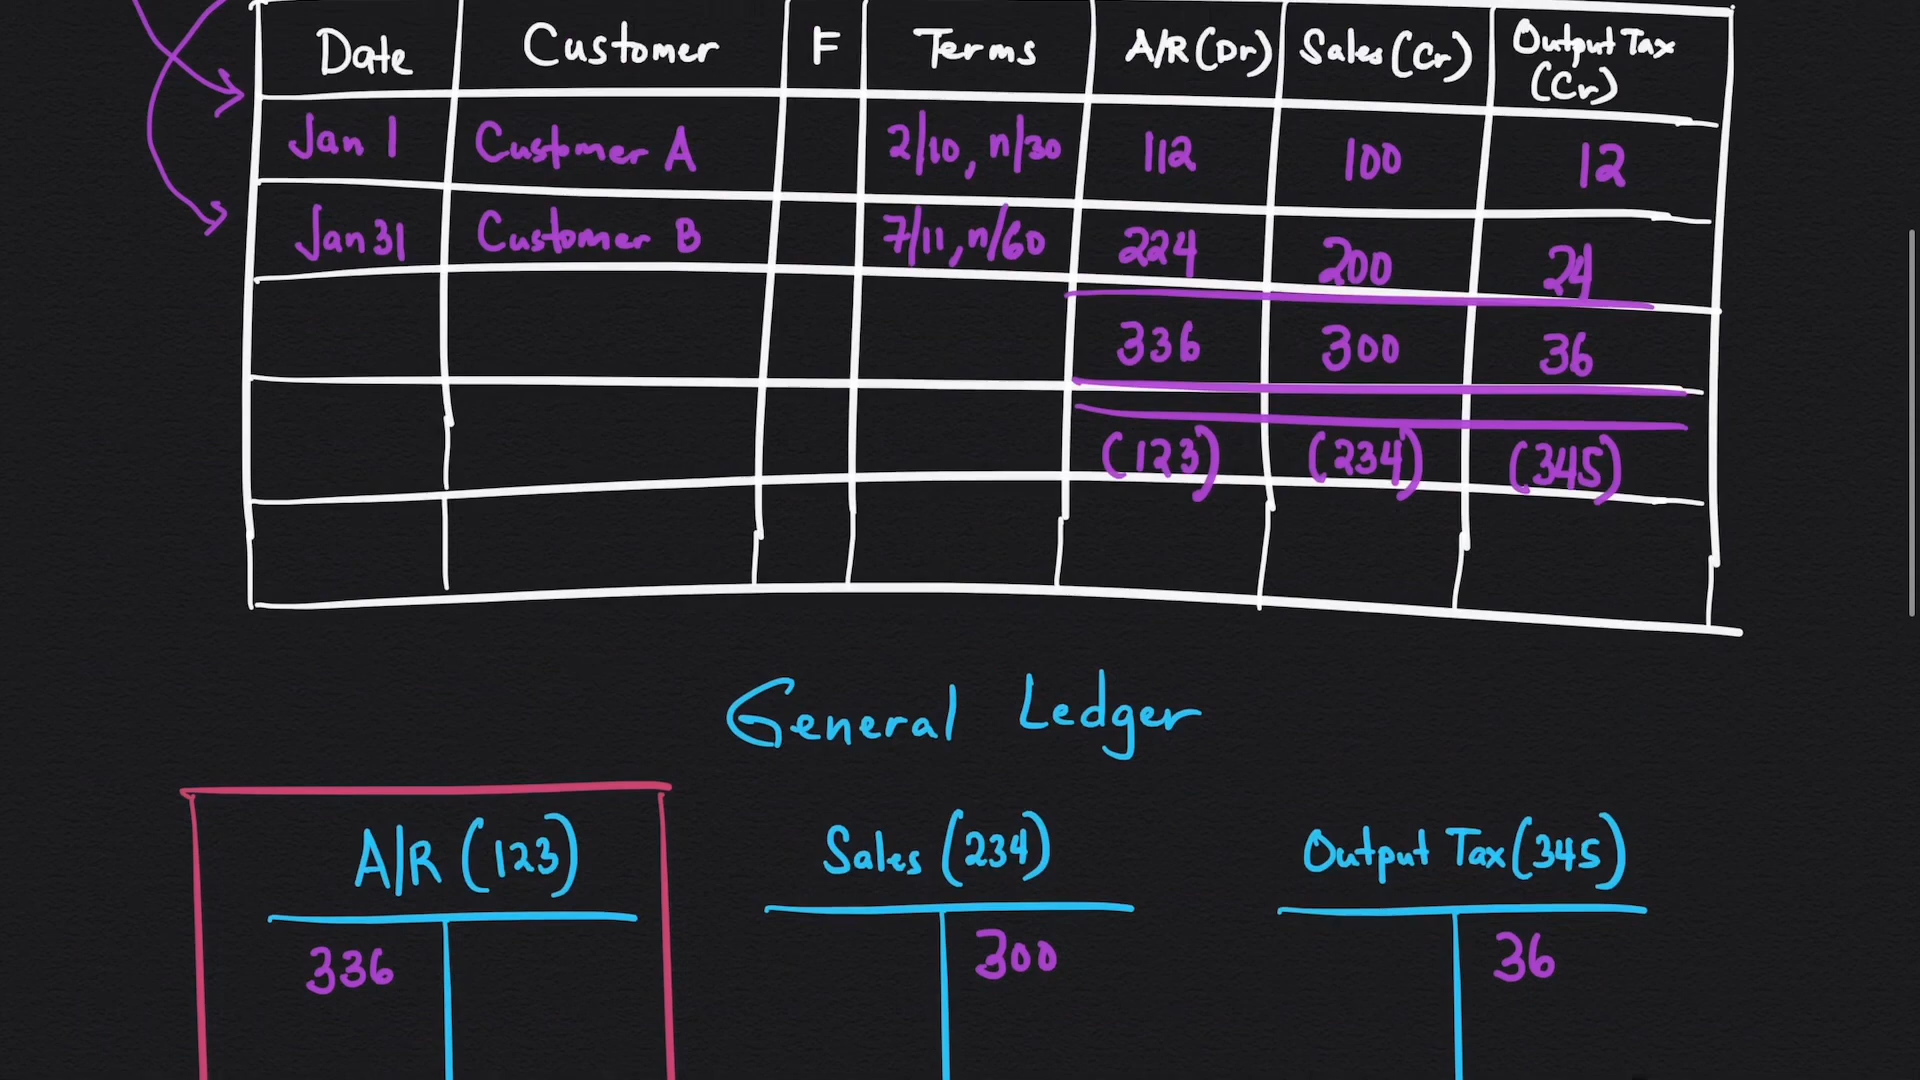 Date Customer F Terms A/R (Dr) Sales (Cr) Output Tax (Cr)
Jan 1 Customer A 2/10, n/30 112 100 12
Jan 31 Customer B 7/11, n/60 224 200 24
336 300 36
(123) (234) (345)
General Ledger
A/R (123) Sales (234) Output Tax (345)
336 300 36